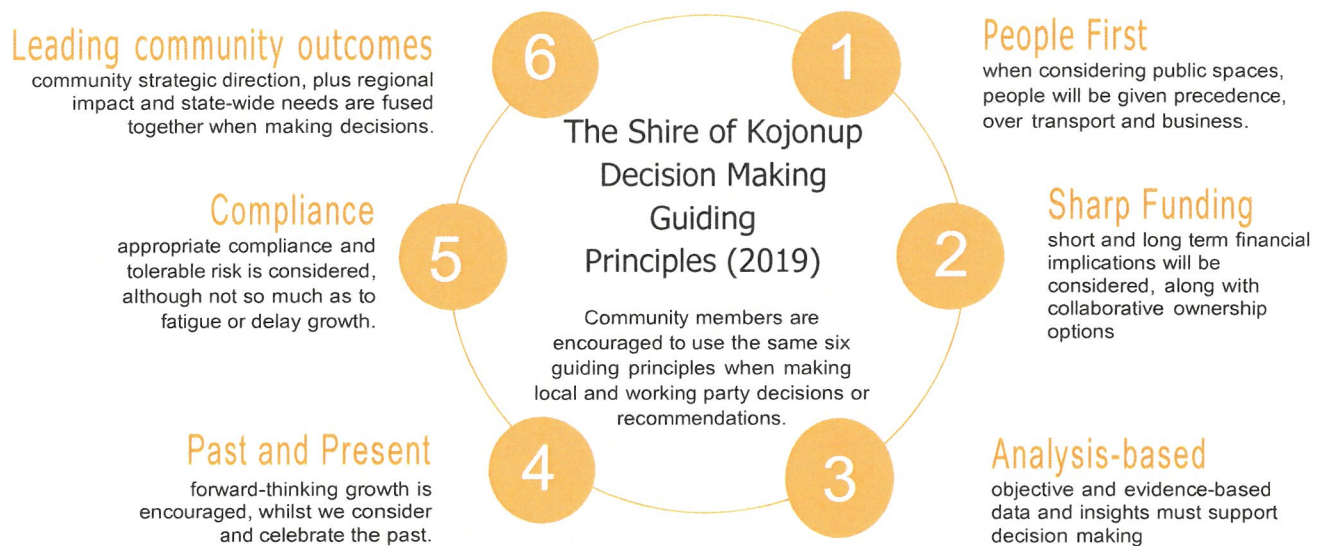 The Shire of Kojonup
Decision Making
Guiding
Principles (2019)
Community members are
encouraged to use the same six
guiding principles when making
local and working party decisions or
recommendations.
1
People First
when considering public spaces,
people will be given precedence,
over transport and business.
2
Sharp Funding
short and long term financial
implications will be
considered, along with
collaborative ownership
options
3
Analysis-based
objective and evidence-based
data and insights must support
decision making
4
Past and Present
forward-thinking growth is
encouraged, whilst we consider
and celebrate the past.
5
Compliance
appropriate compliance and
tolerable risk is considered,
although not so much as to
fatigue or delay growth.
6
Leading community outcomes
community strategic direction, plus regional
impact and state-wide needs are fused
together when making decisions.